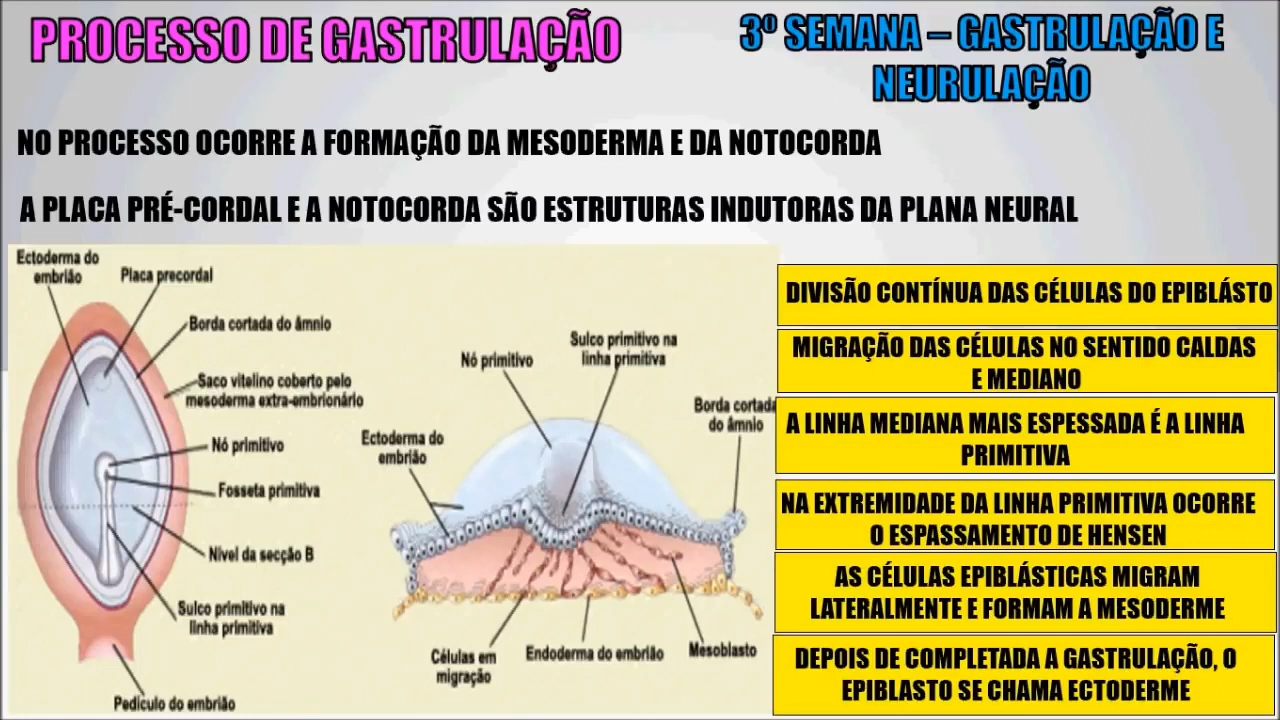 PROCESSO DE GASTRULAÇÃO
3º SEMANA – GASTRULAÇÃO E
NEURULAÇÃO
NO PROCESSO OCORRE A FORMAÇÃO DA MESODERMA E DA NOTOCORDA
A PLACA PRÉ-CORDAL E A NOTOCORDA SÃO ESTRUTURAS INDUTORAS DA PLANA NEURAL
Ectoderma do
embrião
Placa precordal
Borda cortada do âmnio
Saco vitelino coberto pelo
mesoderma extra-embrionário
Nó primitivo
Fosseta primitiva
Nível da secção B
Sulco primitivo na
linha primitiva
Pedículo do embrião
Nó primitivo
Sulco primitivo na
linha primitiva
Borda cortada
do âmnio
Ectoderma do
embrião
Células em
migração
Endoderma do embrião
Mesoblasto
DIVISÃO CONTÍNUA DAS CÉLULAS DO EPIBLÁSTO
MIGRAÇÃO DAS CÉLULAS NO SENTIDO CALDAS
E MEDIANO
A LINHA MEDIANA MAIS ESPESSADA É A LINHA
PRIMITIVA
NA EXTREMIDADE DA LINHA PRIMITIVA OCORRE
O ESPASSAMENTO DE HENSEN
AS CÉLULAS EPIBLÁSTICAS MIGRAM
LATERALMENTE E FORMAM A MESODERME
DEPOIS DE COMPLETADA A GASTRULAÇÃO, O
EPIBLASTO SE CHAMA ECTODERME